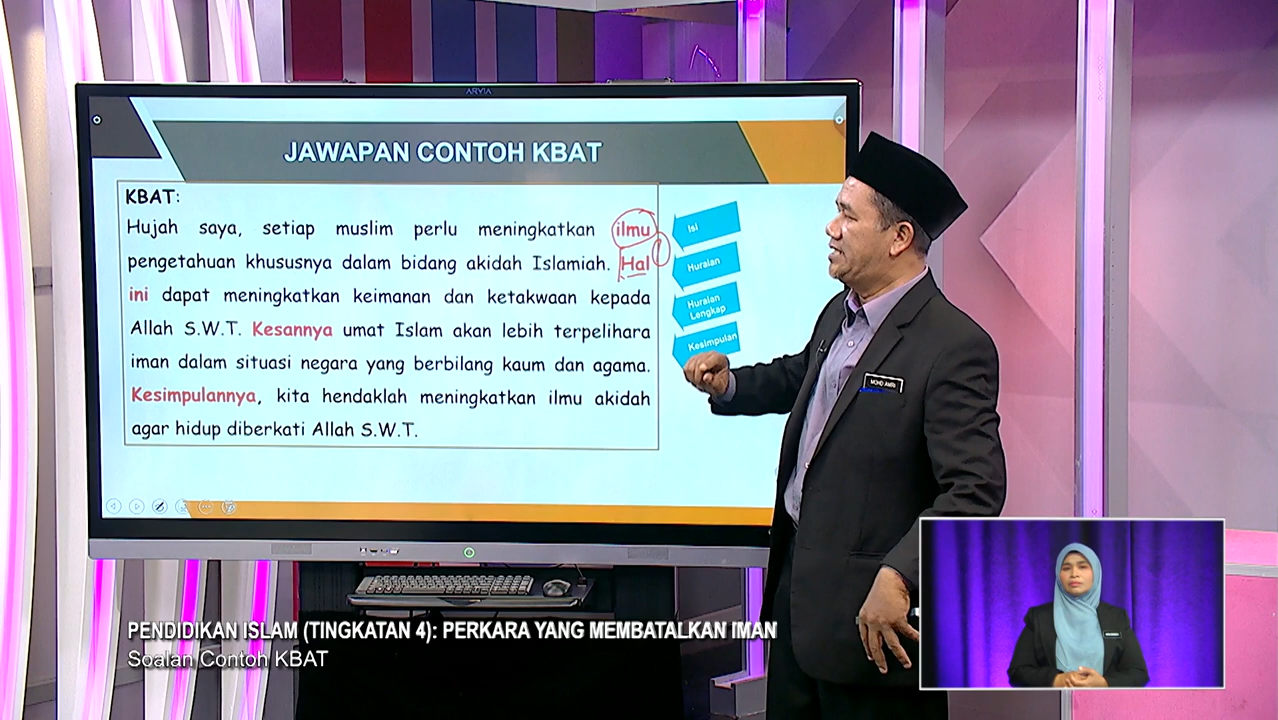 ARVIA
JAWAPAN CONTOH KBAT
KBAT:
Hujah saya, setiap muslim perlu meningkatkan ilmu
pengetahuan khususnya dalam bidang akidah Islamiah. Hal
ini dapat meningkatkan keimanan dan ketakwaan kepada
Allah S.W.T. Kesannya umat Islam akan lebih terpelihara
iman dalam situasi negara yang berbilang kaum dan agama.
Kesimpulannya, kita hendaklah meningkatkan ilmu akidah
agar hidup diberkati Allah S.W.T.
Isi
Huraian
Huraian
Lengkap
Kesimpulan
MOHD AMRI
PENDIDIKAN ISLAM (TINGKATAN 4): PERKARA YANG MEMBATALKAN IMAN
Soalan Contoh KBAT